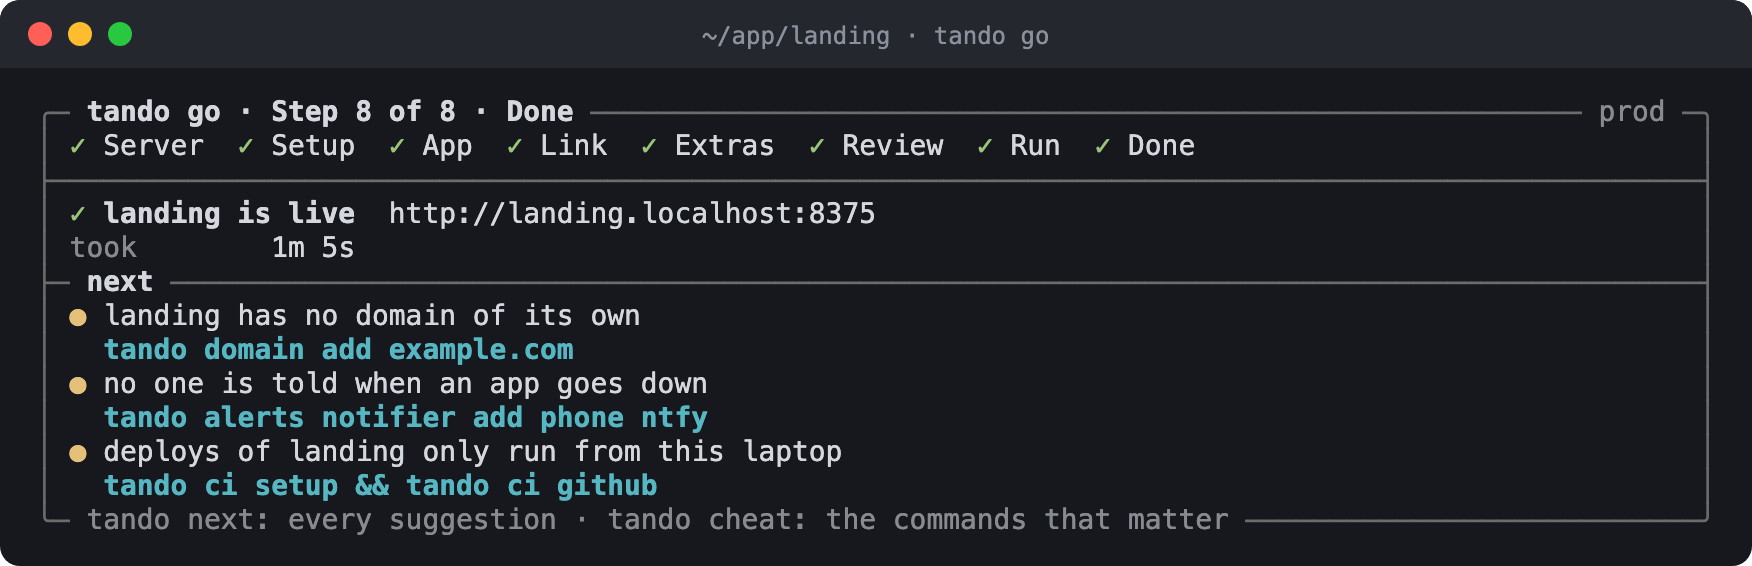 ~/app/landing · tando go
tando go · Step 8 of 8 · Done
prod
✓ Server ✓ Setup ✓ App ✓ Link ✓ Extras ✓ Review ✓ Run ✓ Done
✓ landing is live http://landing.localhost:8375
took 1m 5s
next
● landing has no domain of its own
tando domain add example.com
● no one is told when an app goes down
tando alerts notifier add phone ntfy
● deploys of landing only run from this laptop
tando ci setup && tando ci github
tando next: every suggestion · tando cheat: the commands that matter